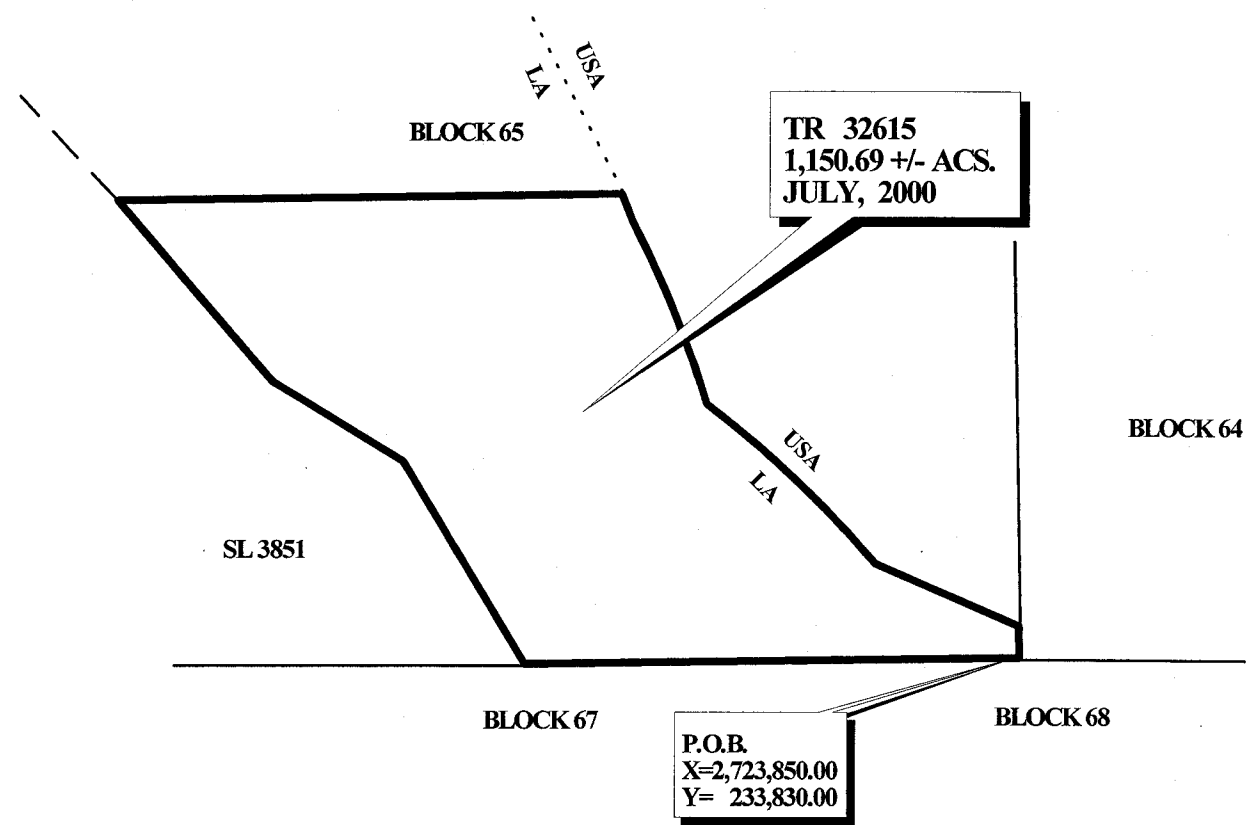 USA
LA
BLOCK 65
TR 32615
1,150.69 +/- ACS.
JULY, 2000
BLOCK 64
USA
LA
SL 3851
BLOCK 67
BLOCK 68
P.O.B.
X=2,723,850.00
Y= 233,830.00